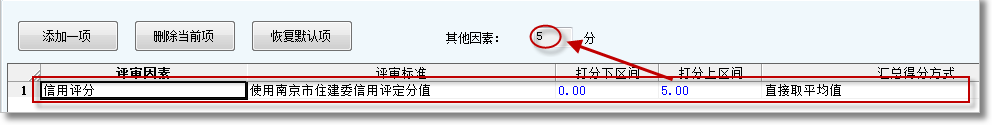 添加一项 删除当前项 恢复默认项 其他因素: 5 分
评审因素 评审标准 打分下区间 打分上区间 汇总得分方式
1 信用评分 使用南京市住建委信用评定分值 0.00 5.00 直接取平均值